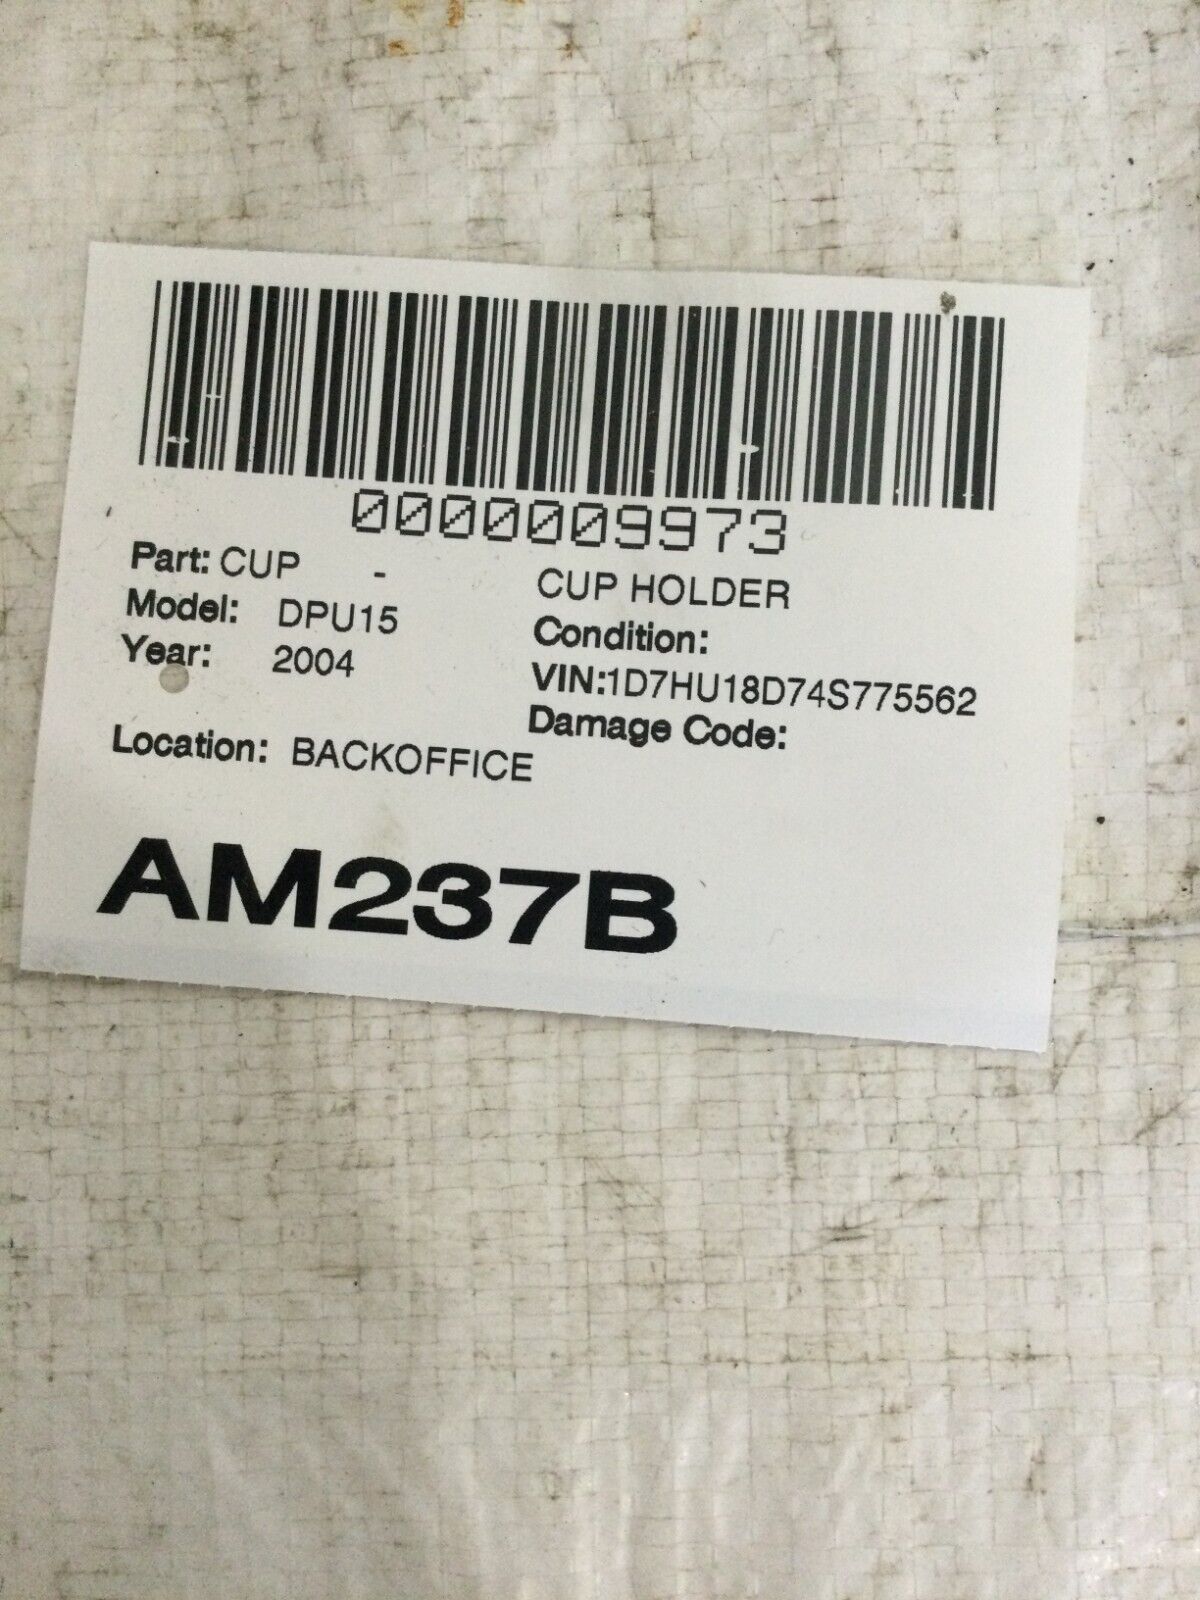 0000009973
Part: CUP - CUP HOLDER
Model: DPU15 Condition:
Year: 2004 VIN:1D7HU18D74S775562
Damage Code:
Location: BACKOFFICE
AM237B